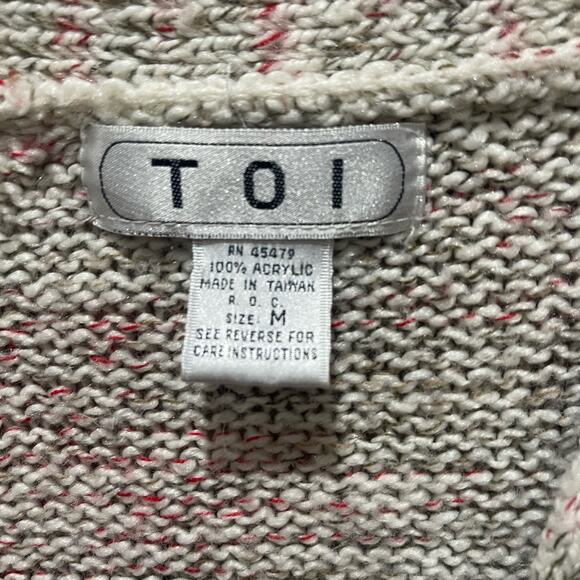 TOI
RN 45479
100% ACRYLIC
MADE IN TAIWAN
R. O. C.
SIZE: M
SEE REVERSE FOR
CARE INSTRUCTIONS